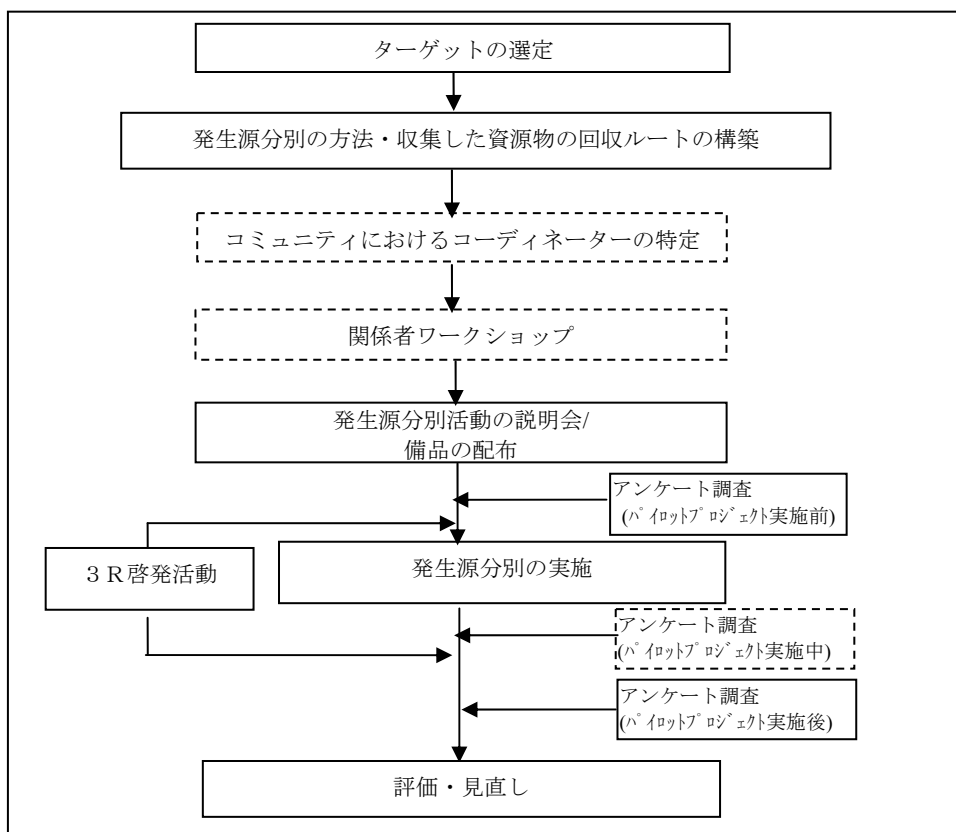 ターゲットの選定
発生源分別の方法・収集した資源物の回収ルートの構築
コミュニティにおけるコーディネーターの特定
関係者ワークショップ
発生源分別活動の説明会/
備品の配布
アンケート調査
(ﾊﾟｲﾛｯﾄﾌﾟﾛｼﾞｪｸﾄ実施前)
３Ｒ啓発活動
発生源分別の実施
アンケート調査
(ﾊﾟｲﾛｯﾄﾌﾟﾛｼﾞｪｸﾄ実施中)
アンケート調査
(ﾊﾟｲﾛｯﾄﾌﾟﾛｼﾞｪｸﾄ実施後)
評価・見直し